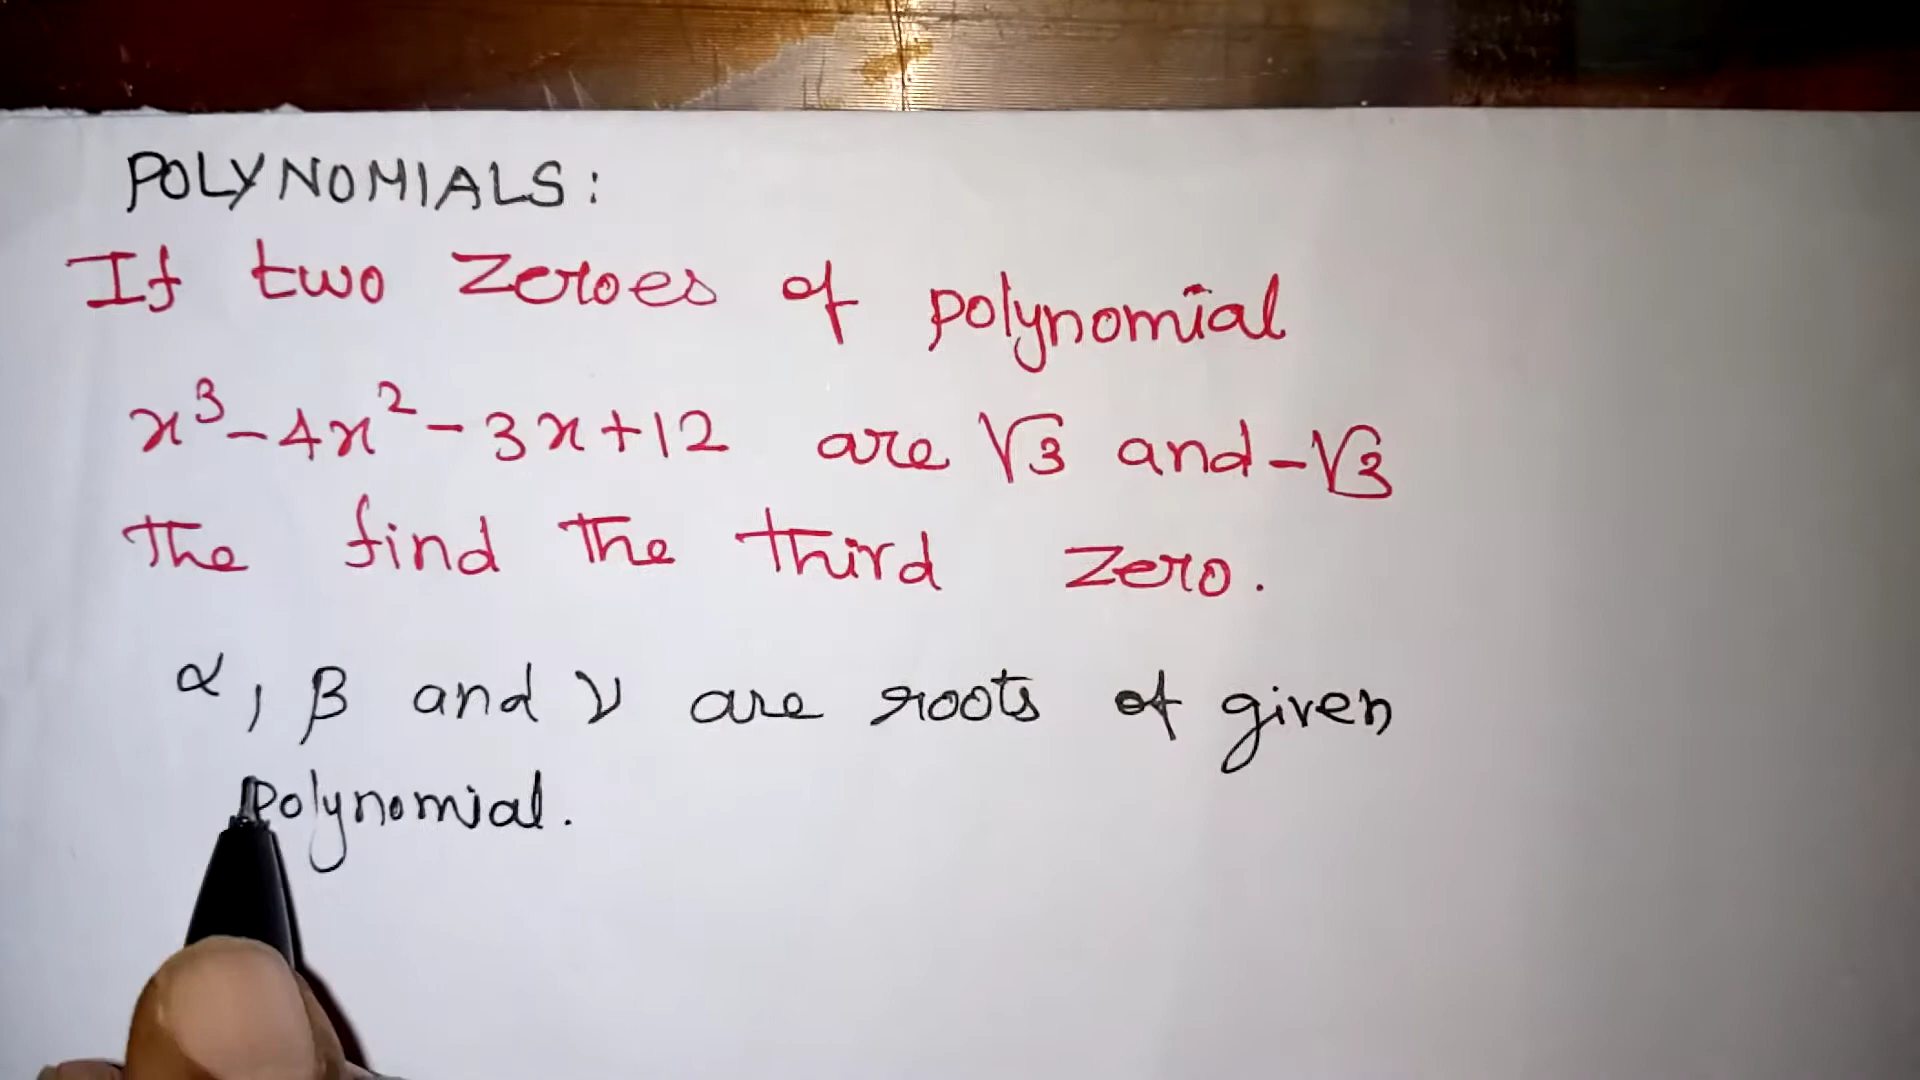 POLYNOMIALS:
If two zeroes of polynomial
x³-4x²-3x+12 are √3 and -√3
The find the third zero.
α, β and γ are roots of given
polynomial.